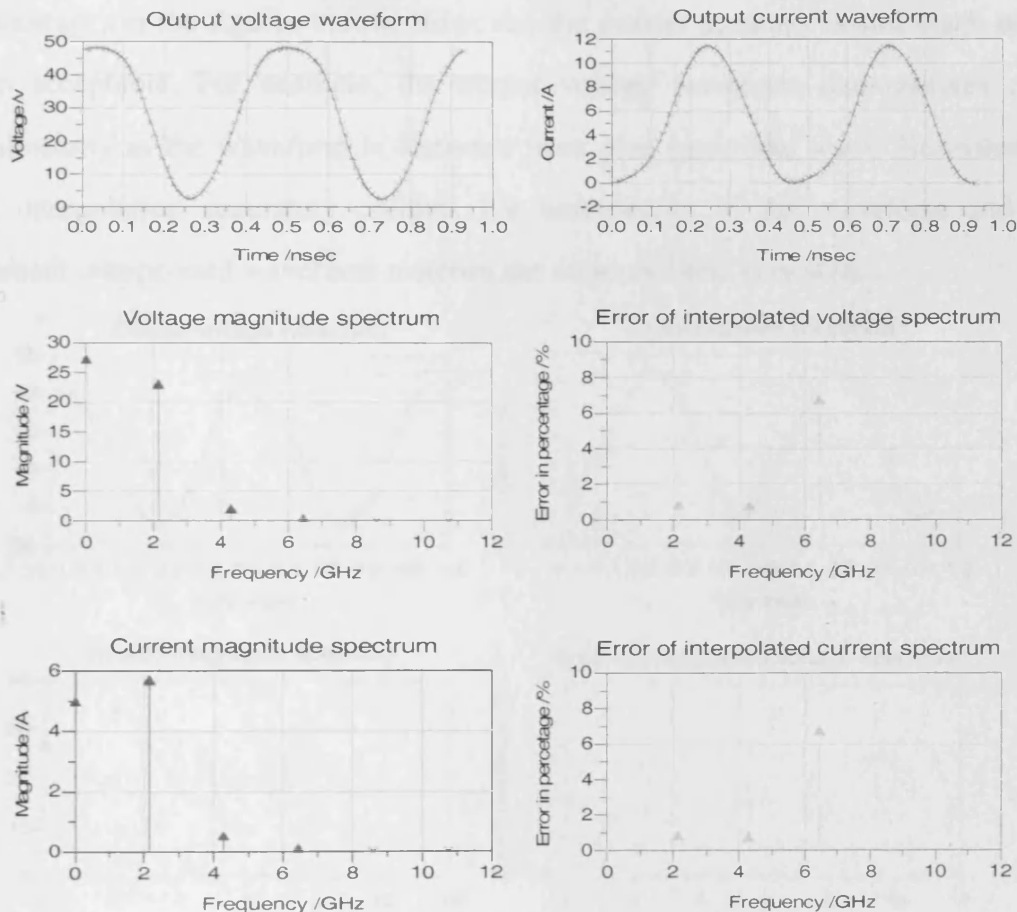 Output voltage waveform
Voltage /V
50
40
30
20
10
0
0.0 0.1 0.2 0.3 0.4 0.5 0.6 0.7 0.8 0.9 1.0
Time /nsec
Output current waveform
Current /A
12
10
8
6
4
2
0
-2
0.0 0.1 0.2 0.3 0.4 0.5 0.6 0.7 0.8 0.9 1.0
Time /nsec
Voltage magnitude spectrum
Magnitude /V
30
25
20
15
10
5
0
0 2 4 6 8 10 12
Frequency /GHz
Error of interpolated voltage spectrum
Error in percentage /%
10
8
6
4
2
0
0 2 4 6 8 10 12
Frequency /GHz
Current magnitude spectrum
Magnitude /A
6
4
2
0
0 2 4 6 8 10 12
Frequency /GHz
Error of interpolated current spectrum
Error in percetage /%
10
8
6
4
2
0
0 2 4 6 8 10 12
Frequency /GHz